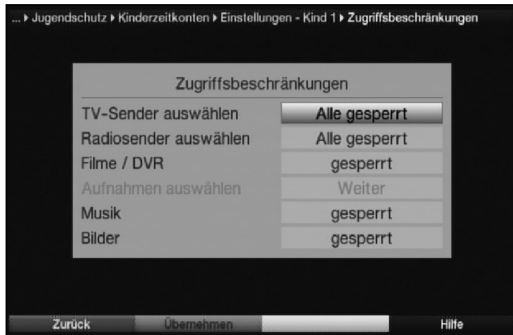 ... ▸ Jugendschutz ▸ Kinderzeitkonten ▸ Einstellungen - Kind 1 ▸ Zugriffsbeschränkungen
Zugriffsbeschränkungen
TV-Sender auswählen Alle gesperrt
Radiosender auswählen Alle gesperrt
Filme / DVR gesperrt
Aufnahmen auswählen Weiter
Musik gesperrt
Bilder gesperrt
Zurück Übernehmen Hilfe